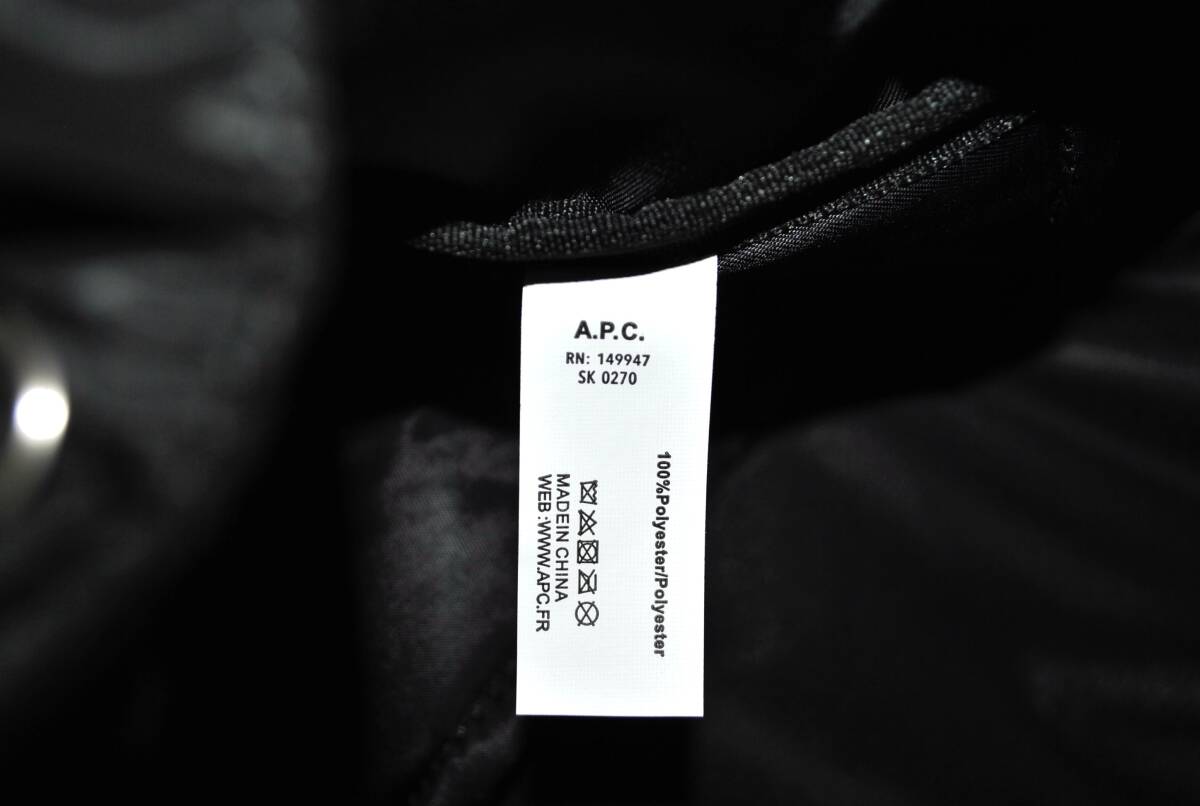 A.P.C.
RN: 149947
SK 0270
100%Polyester/Polyester
MADEIN CHINA
WEB:WWW.APC.FR